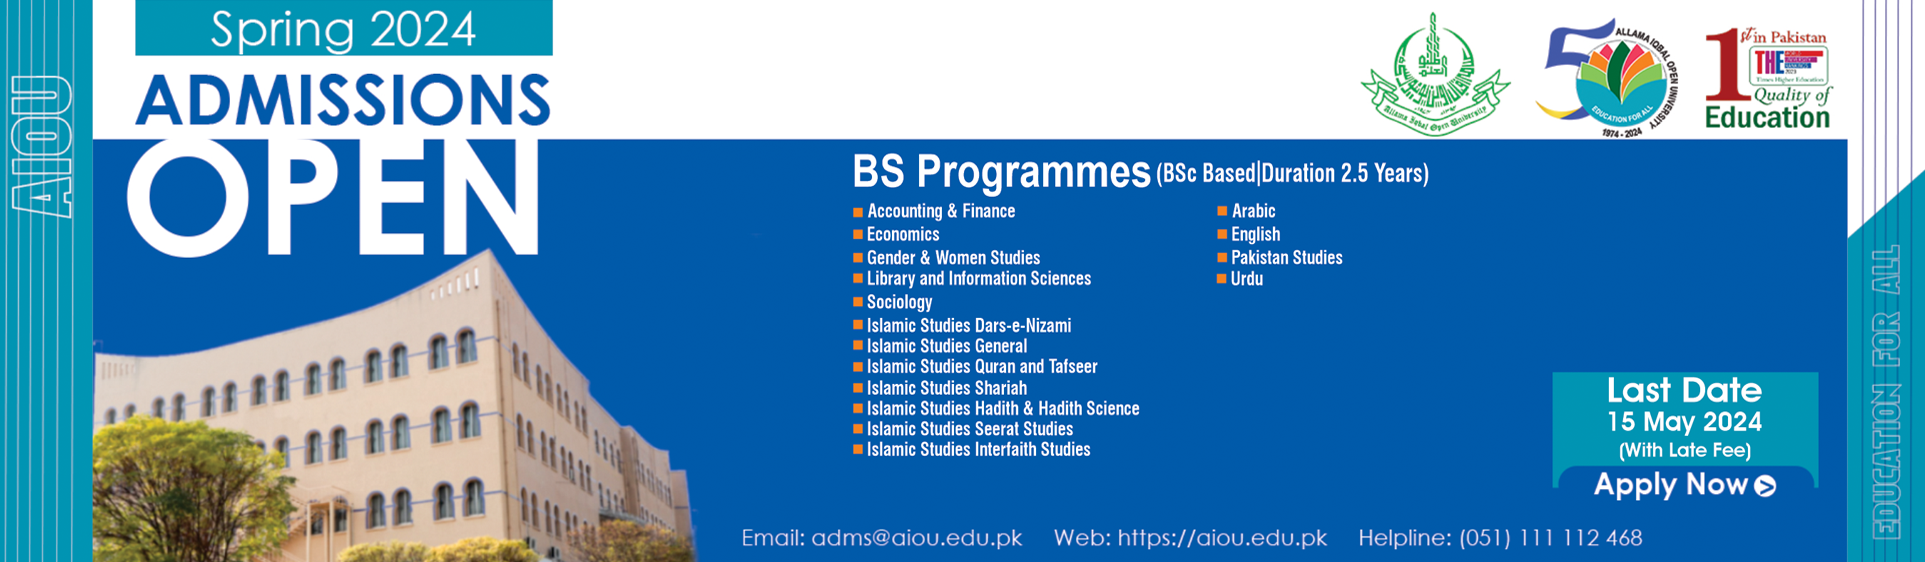 AIOU
Spring 2024
ADMISSIONS
OPEN
Allama Iqbal Open University
50
ALLAMA IQBAL OPEN UNIVERSITY
EDUCATION FOR ALL
1974 - 2024
1st in Pakistan
THE
Times Higher Education
Quality of
Education
BS Programmes (BSc Based|Duration 2.5 Years)
Accounting & Finance
Economics
Gender & Women Studies
Library and Information Sciences
Sociology
Islamic Studies Dars-e-Nizami
Islamic Studies General
Islamic Studies Quran and Tafseer
Islamic Studies Shariah
Islamic Studies Hadith & Hadith Science
Islamic Studies Seerat Studies
Islamic Studies Interfaith Studies
Arabic
English
Pakistan Studies
Urdu
Last Date
15 May 2024
(With Late Fee)
Apply Now
Email: adms@aiou.edu.pk Web: https://aiou.edu.pk Helpline: (051) 111 112 468
EDUCATION FOR ALL